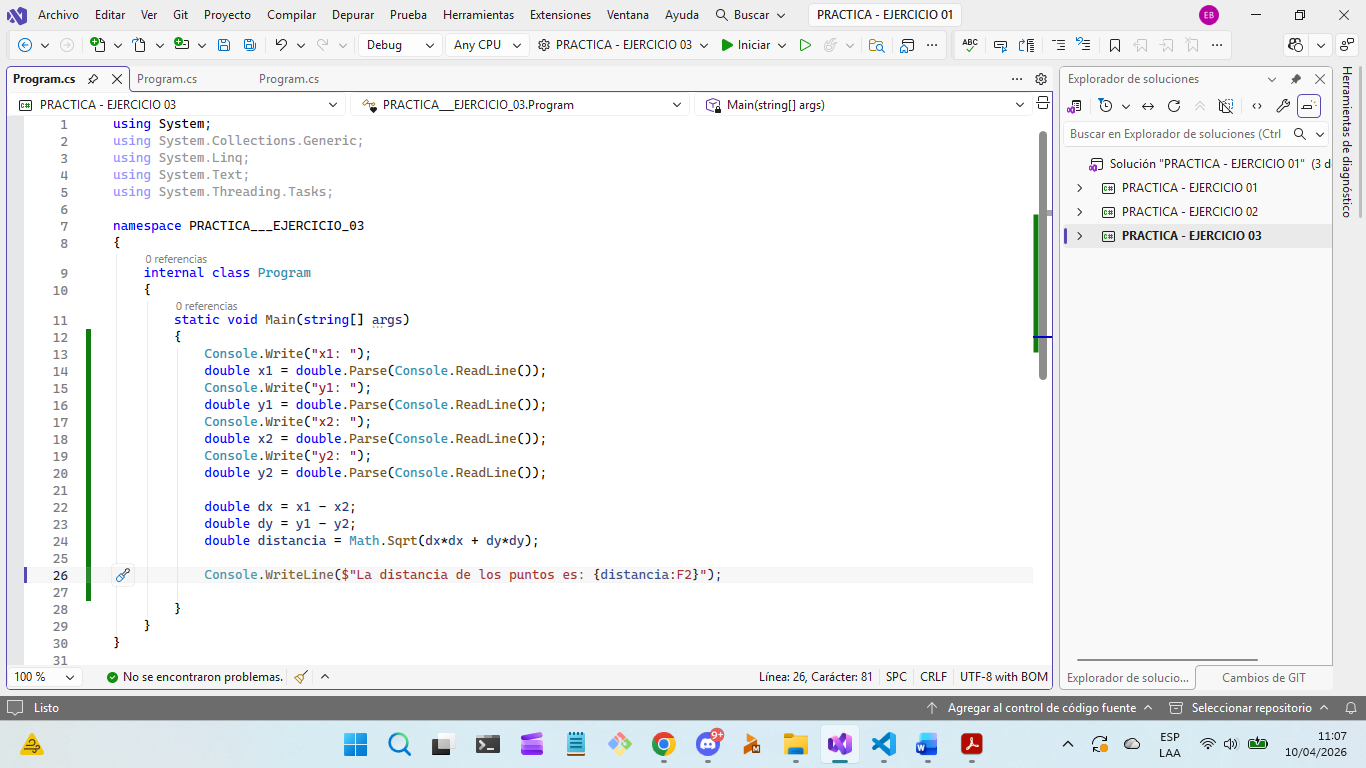 Archivo Editar Ver Git Proyecto Compilar Depurar Prueba Herramientas Extensiones Ventana Ayuda Buscar PRACTICA - EJERCICIO 01 EB
Debug Any CPU PRACTICA - EJERCICIO 03 Iniciar ABC
Program.cs Program.cs Program.cs
PRACTICA - EJERCICIO 03 PRACTICA___EJERCICIO_03.Program Main(string[] args)
1 using System;
2 using System.Collections.Generic;
3 using System.Linq;
4 using System.Text;
5 using System.Threading.Tasks;
6
7 namespace PRACTICA___EJERCICIO_03
8 {
0 referencias
9 internal class Program
10 {
0 referencias
11 static void Main(string[] args)
12 {
13 Console.Write("x1: ");
14 double x1 = double.Parse(Console.ReadLine());
15 Console.Write("y1: ");
16 double y1 = double.Parse(Console.ReadLine());
17 Console.Write("x2: ");
18 double x2 = double.Parse(Console.ReadLine());
19 Console.Write("y2: ");
20 double y2 = double.Parse(Console.ReadLine());
21
22 double dx = x1 - x2;
23 double dy = y1 - y2;
24 double distancia = Math.Sqrt(dx*dx + dy*dy);
25
26 Console.WriteLine($"La distancia de los puntos es: {distancia:F2}");
27
28 }
29 }
30 }
31
100 % No se encontraron problemas. Línea: 26, Carácter: 81 SPC CRLF UTF-8 with BOM
Explorador de soluciones
Buscar en Explorador de soluciones (Ctrl
Solución "PRACTICA - EJERCICIO 01" (3 d
PRACTICA - EJERCICIO 01
PRACTICA - EJERCICIO 02
PRACTICA - EJERCICIO 03
Explorador de solucio... Cambios de GIT
Herramientas de diagnóstico
Listo Agregar al control de código fuente Seleccionar repositorio
9+ ESP LAA 11:07
10/04/2026